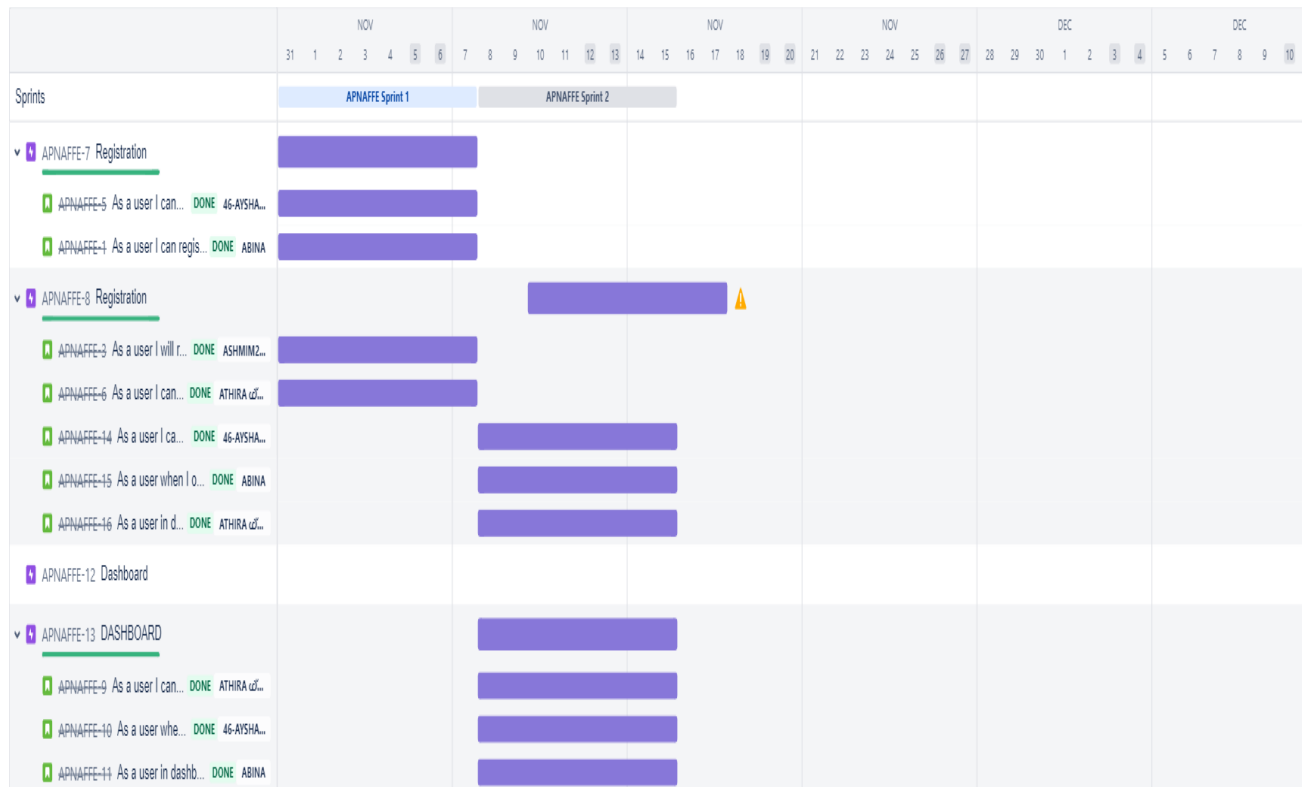 NOV NOV NOV NOV DEC DEC
31 1 2 3 4 5 6 7 8 9 10 11 12 13 14 15 16 17 18 19 20 21 22 23 24 25 26 27 28 29 30 1 2 3 4 5 6 7 8 9 10
Sprints APNAFFE Sprint 1 APNAFFE Sprint 2
APNAFFE-7 Registration
APNAFFE-5 As a user I can... DONE 46-AYSHA...
APNAFFE-1 As a user I can regis... DONE ABINA
APNAFFE-8 Registration
APNAFFE-3 As a user I will r... DONE ASHMIM2...
APNAFFE-6 As a user I can... DONE ATHIRA
APNAFFE-14 As a user I ca... DONE 46-AYSHA...
APNAFFE-15 As a user when I o... DONE ABINA
APNAFFE-16 As a user in d... DONE ATHIRA
APNAFFE-12 Dashboard
APNAFFE-13 DASHBOARD
APNAFFE-9 As a user I can... DONE ATHIRA
APNAFFE-10 As a user whe... DONE 46-AYSHA...
APNAFFE-11 As a user in dashb... DONE ABINA